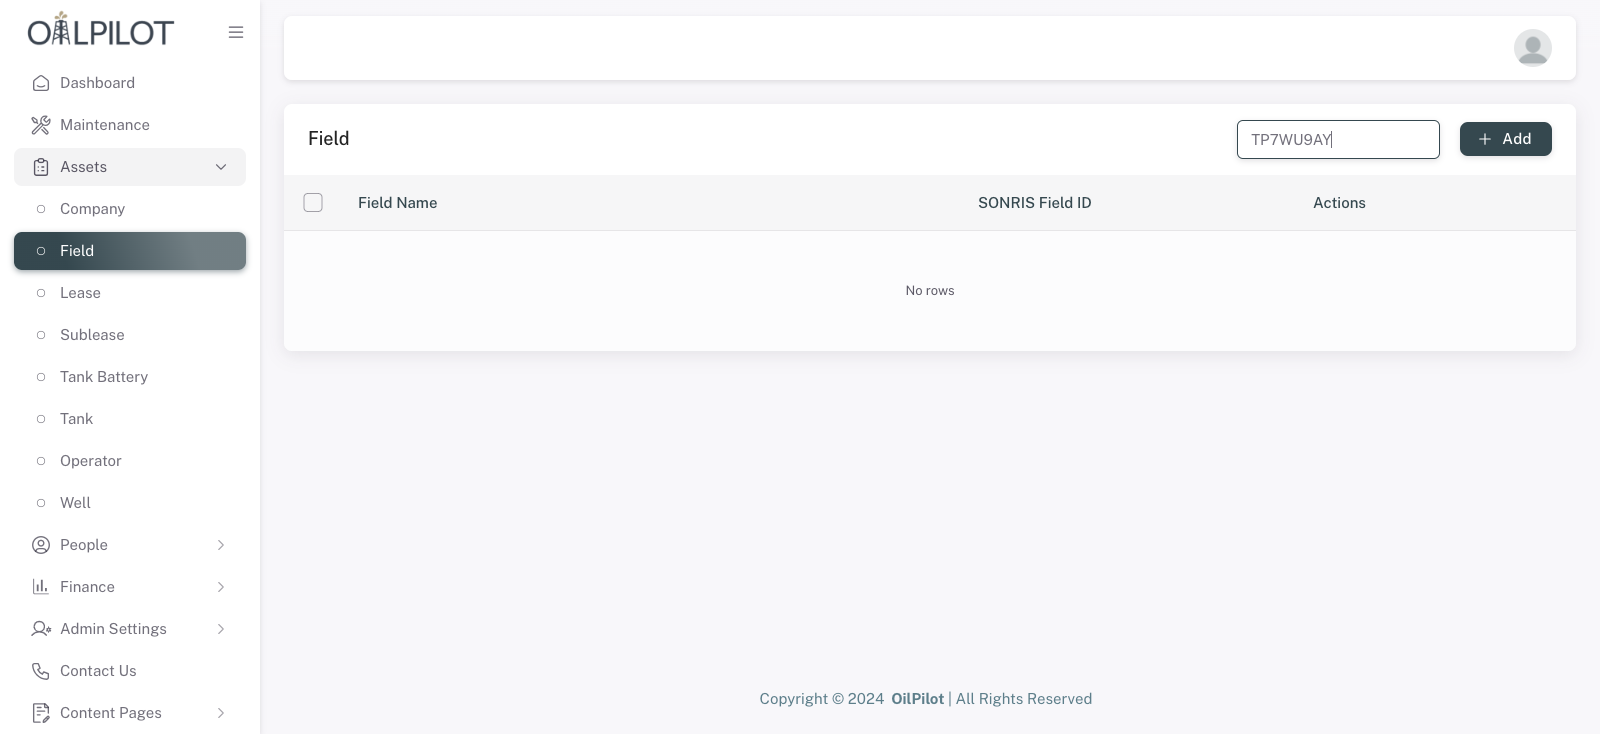 OILPILOT
Dashboard
Maintenance
Assets
Company
Field
Lease
Sublease
Tank Battery
Tank
Operator
Well
People
Finance
Admin Settings
Contact Us
Content Pages
Field
TP7WU9AY
Add
Field Name
SONRIS Field ID
Actions
No rows
Copyright © 2024 OilPilot | All Rights Reserved